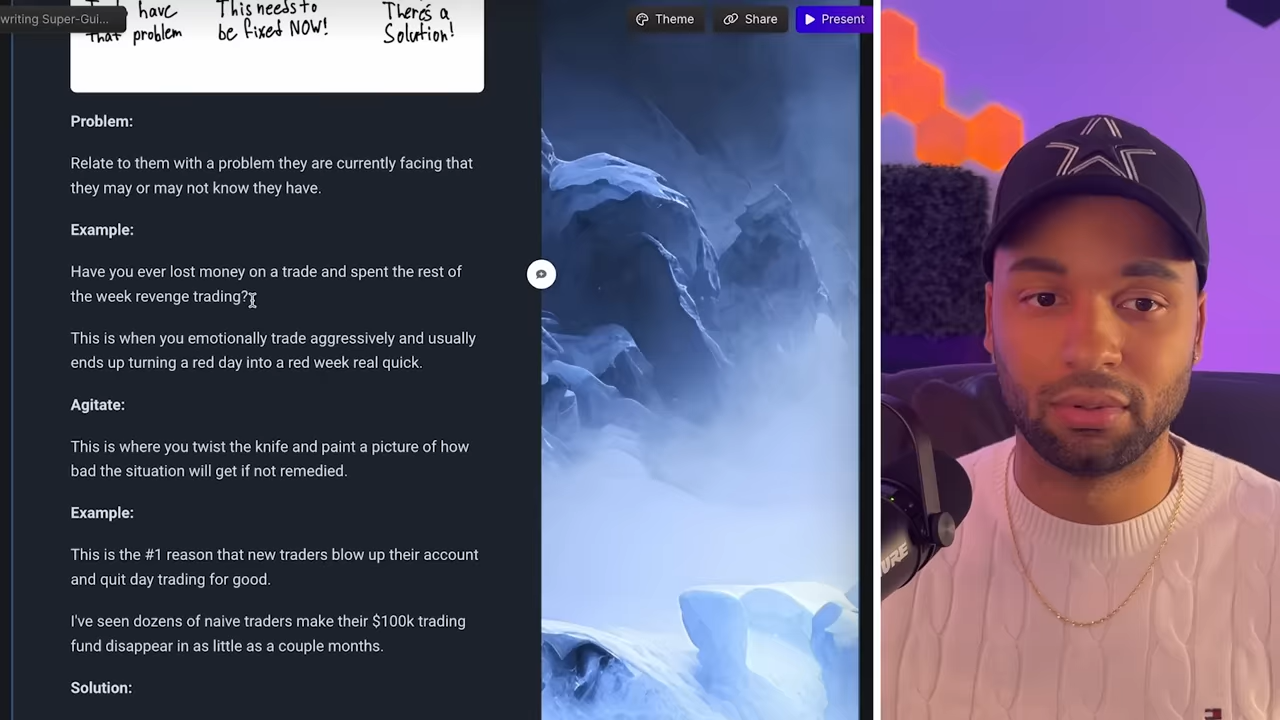 writing Super-Gui...
Theme
Share
Present
have
that problem
This needs to
be fixed NOW!
There's a
Solution!
Problem:
Relate to them with a problem they are currently facing that
they may or may not know they have.
Example:
Have you ever lost money on a trade and spent the rest of
the week revenge trading?
This is when you emotionally trade aggressively and usually
ends up turning a red day into a red week real quick.
Agitate:
This is where you twist the knife and paint a picture of how
bad the situation will get if not remedied.
Example:
This is the #1 reason that new traders blow up their account
and quit day trading for good.
I've seen dozens of naive traders make their $100k trading
fund disappear in as little as a couple months.
Solution:
URE